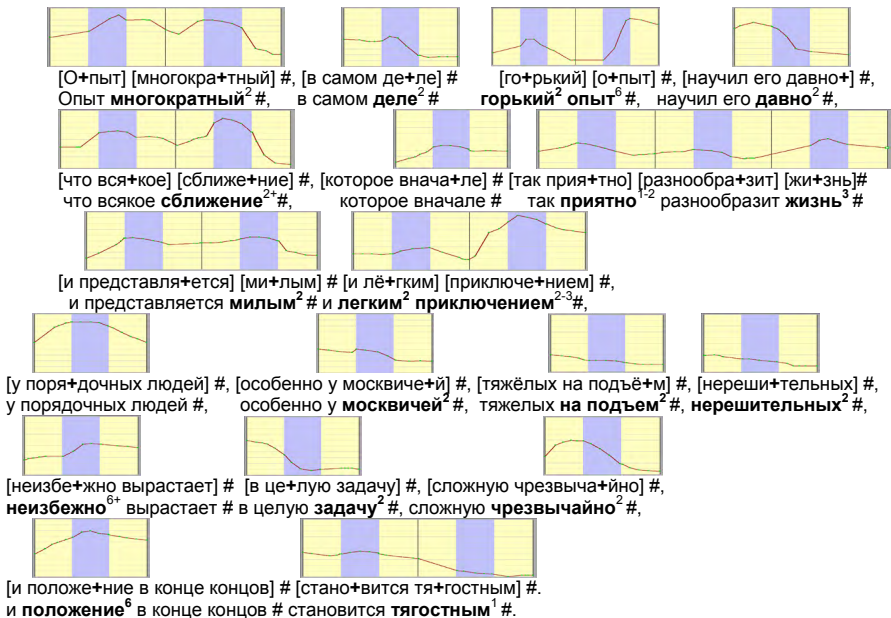 [О+пыт] [многокра+тный] #, [в самом де+ле] # [го+рький] [о+пыт] #, [научил его давно+] #,
Опыт многократный² #, в самом деле² # горький² опыт⁶ #, научил его давно² #,
[что вся+кое] [сближе+ние] #, [которое внача+ле] # [так прия+тно] [разнообра+зит] [жи+знь]#
что всякое сближение²⁺#, которое вначале # так приятно¹⁻² разнообразит жизнь³ #
[и представля+ется] [ми+лым] # [и лё+гким] [приключе+нием] #,
и представляется милым² # и легким² приключением²⁻³#,
[у поря+дочных людей] #, [особенно у москвиче+й] #, [тяжёлых на подъё+м] #, [нереши+тельных] #,
у порядочных людей #, особенно у москвичей² #, тяжелых на подъем² #, нерешительных² #,
[неизбе+жно вырастает] # [в це+лую задачу] #, [сложную чрезвыча+йно] #,
неизбежно⁶⁺ вырастает # в целую задачу² #, сложную чрезвычайно² #,
[и положе+ние в конце концов] # [стано+вится тя+гостным] #.
и положение⁶ в конце концов # становится тягостным¹ #.